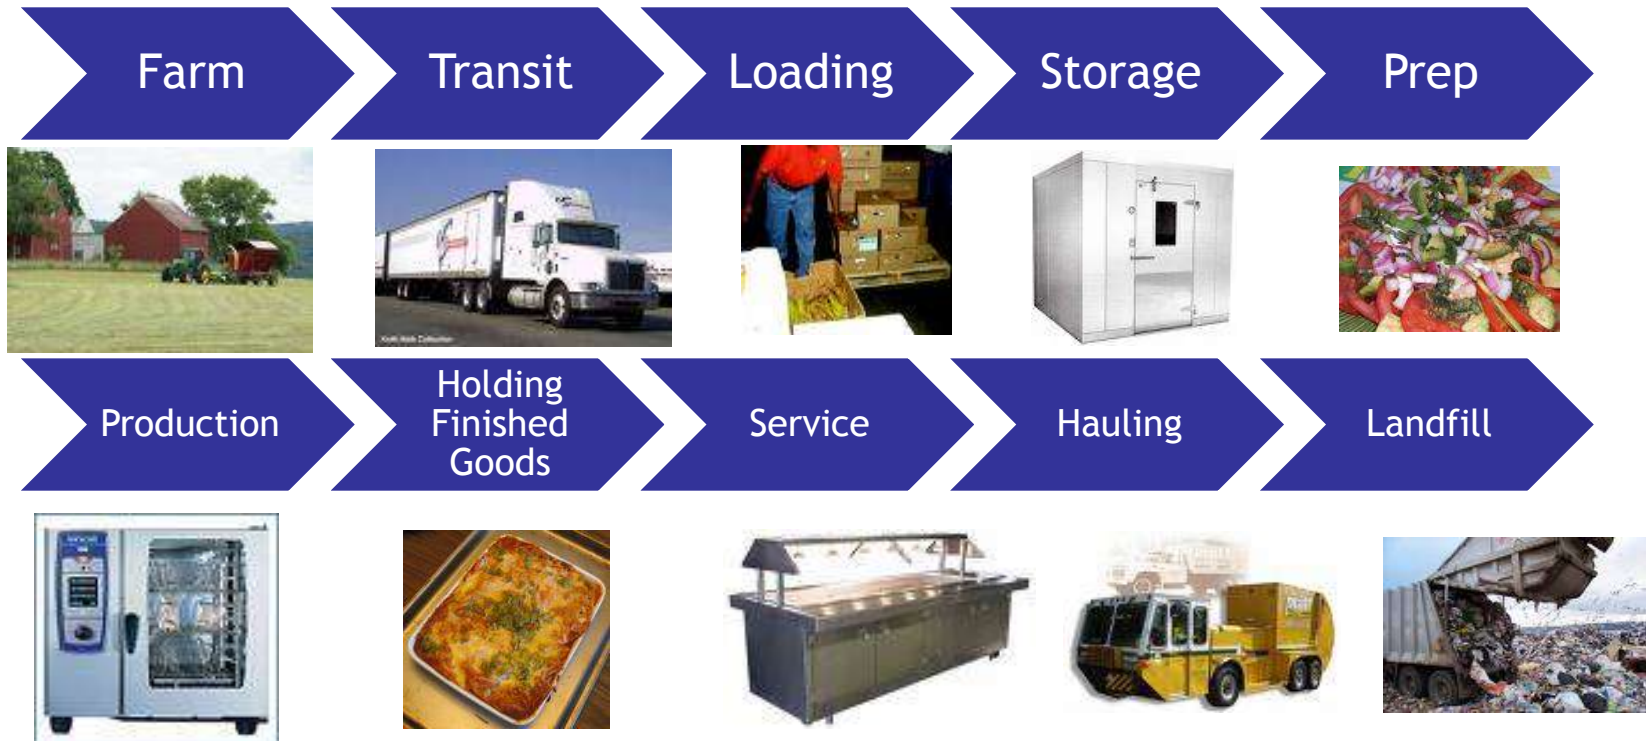 Farm
Transit
Loading
Storage
Prep
Production
Holding
Finished
Goods
Service
Hauling
Landfill